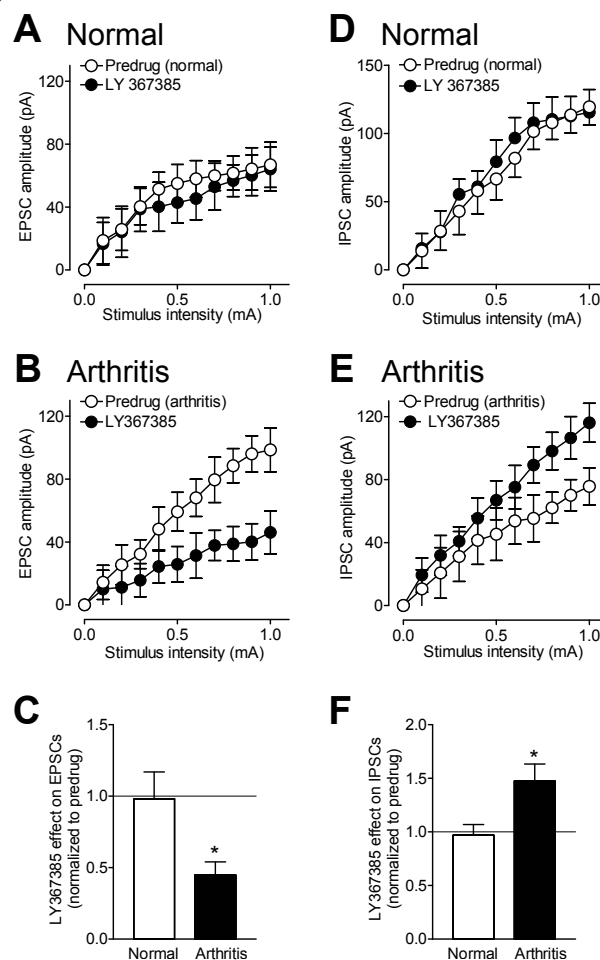 A Normal
Predrug (normal)
LY 367385
EPSC amplitude (pA)
120
80
40
0
0.0 0.5 1.0
Stimulus intensity (mA)
D Normal
Predrug (normal)
LY 367385
IPSC amplitude (pA)
150
100
50
0
0.0 0.5 1.0
Stimulus intensity (mA)
B Arthritis
Predrug (arthritis)
LY367385
EPSC amplitude (pA)
120
80
40
0
0.0 0.5 1.0
Stimulus intensity (mA)
E Arthritis
Predrug (arthritis)
LY367385
IPSC amplitude (pA)
120
80
40
0
0.0 0.5 1.0
Stimulus intensity (mA)
C
LY367385 effect on EPSCs
(normalized to predrug)
1.5
1.0
0.5
0.0
*
Normal Arthritis
F
LY367385 effect on IPSCs
(normalized to predrug)
2.0
1.5
1.0
0.5
0.0
*
Normal Arthritis